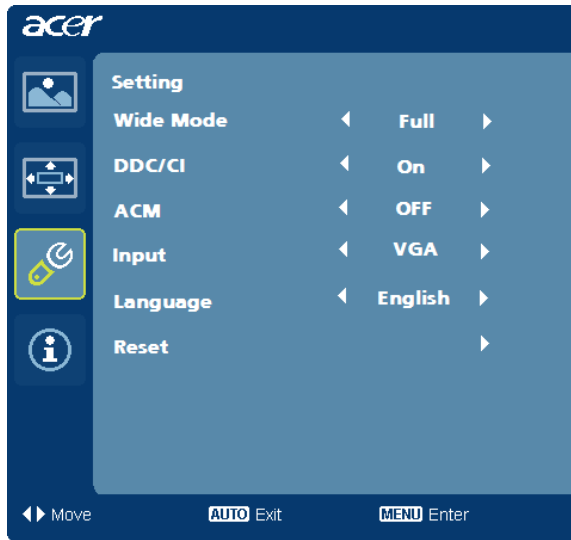 acer
Setting
Wide Mode Full
DDC/CI On
ACM OFF
Input VGA
Language English
Reset
Move AUTO Exit MENU Enter